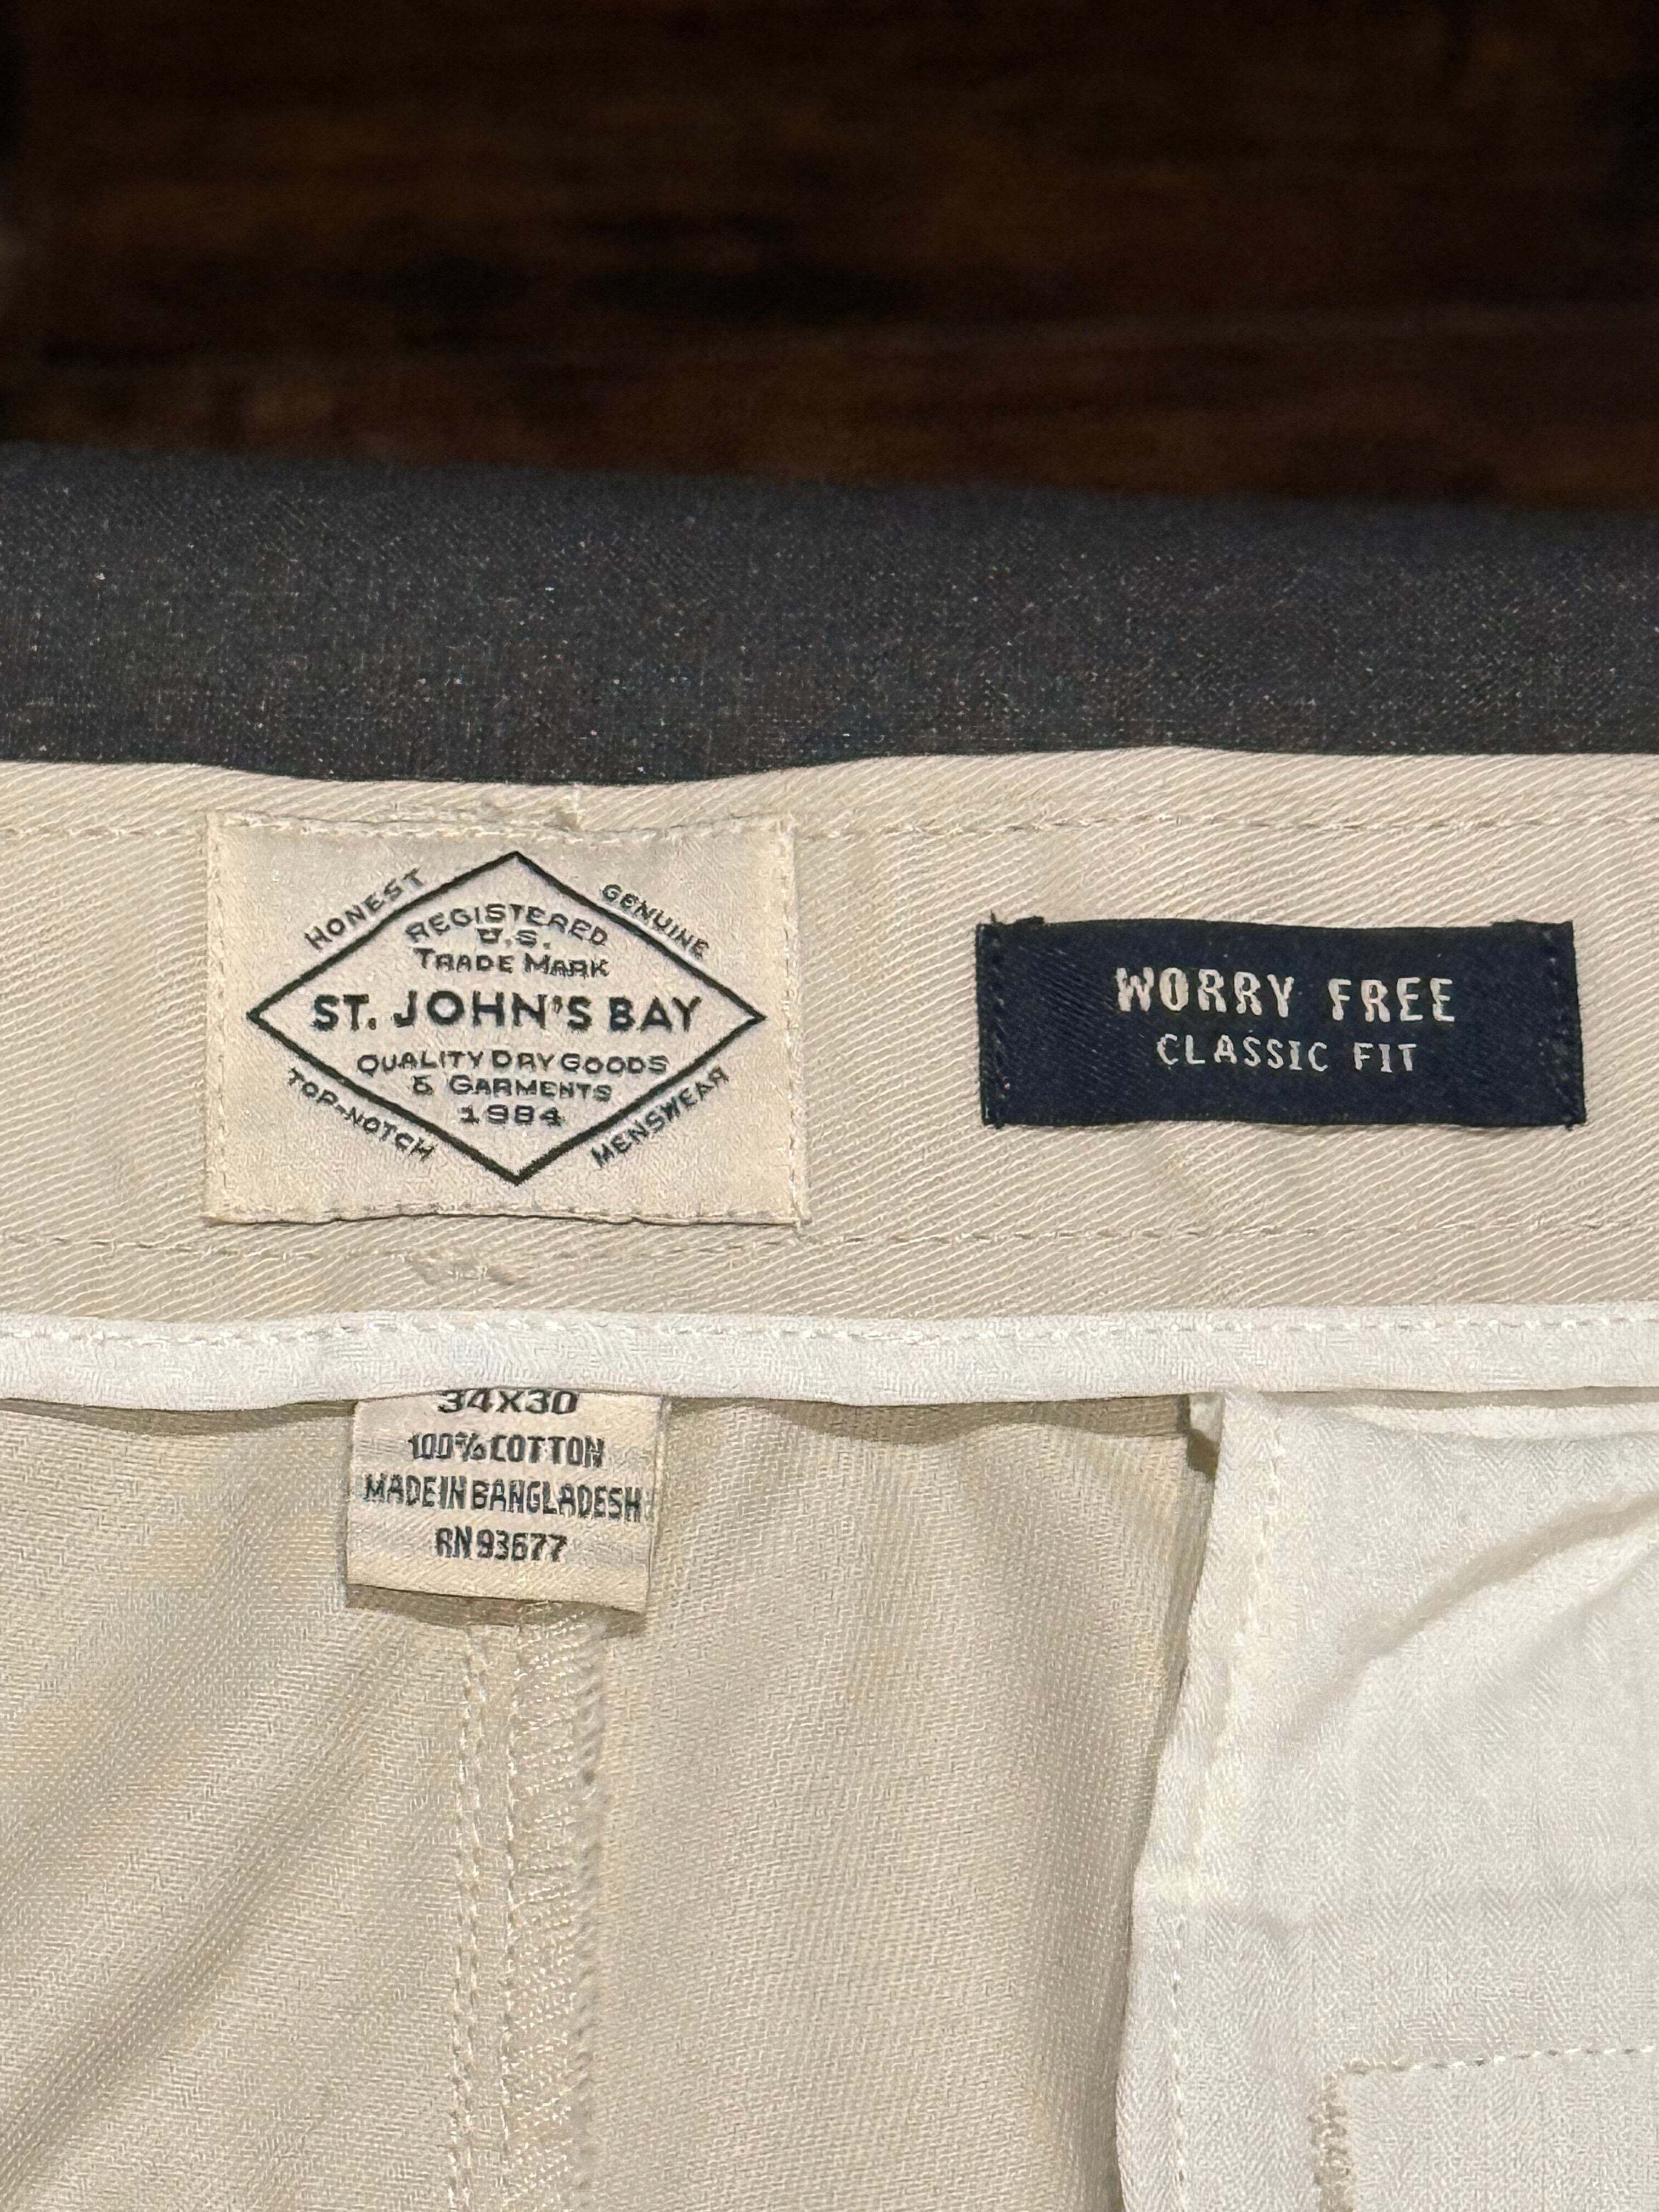 HONEST
GENUINE
REGISTERED
U.S.
TRADE MARK
ST. JOHN'S BAY
QUALITY DRY GOODS
& GARMENTS
1984
TOP-NOTCH
MENSWEAR
WORRY FREE
CLASSIC FIT
34X30
100% COTTON
MADE IN BANGLADESH
RN 93677